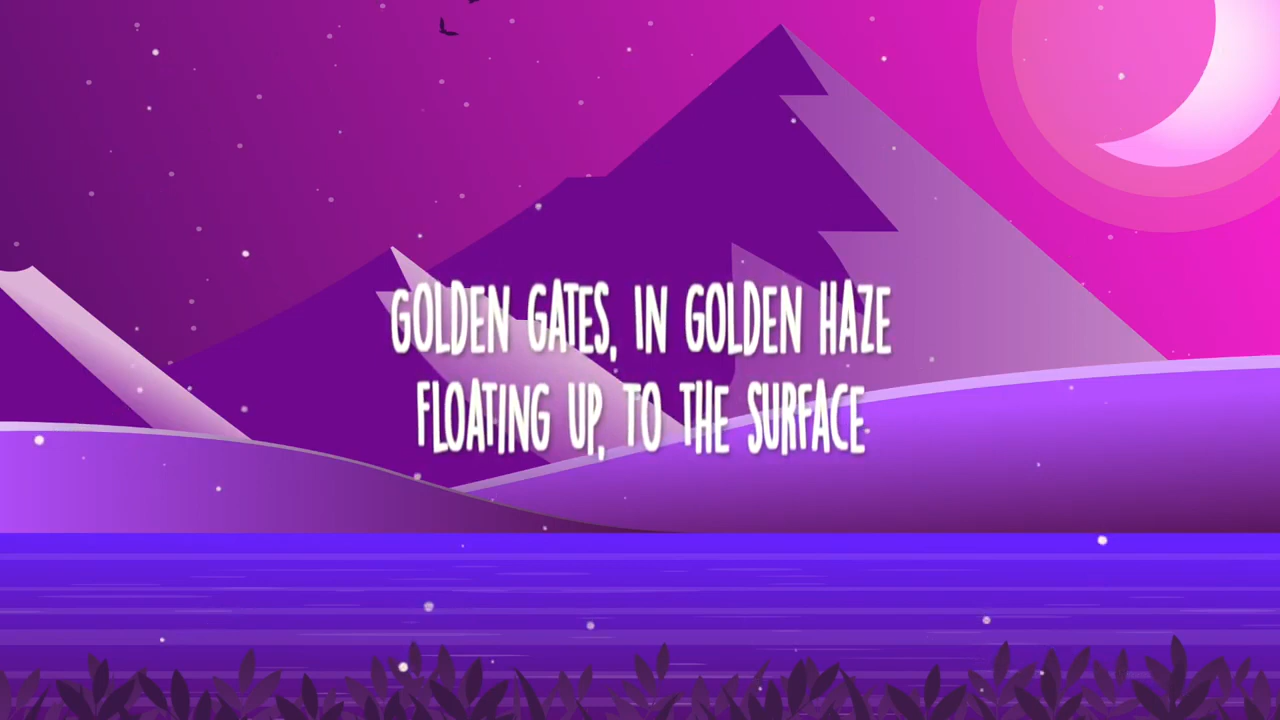 GOLDEN GATES, IN GOLDEN HAZE
FLOATING UP, TO THE SURFACE